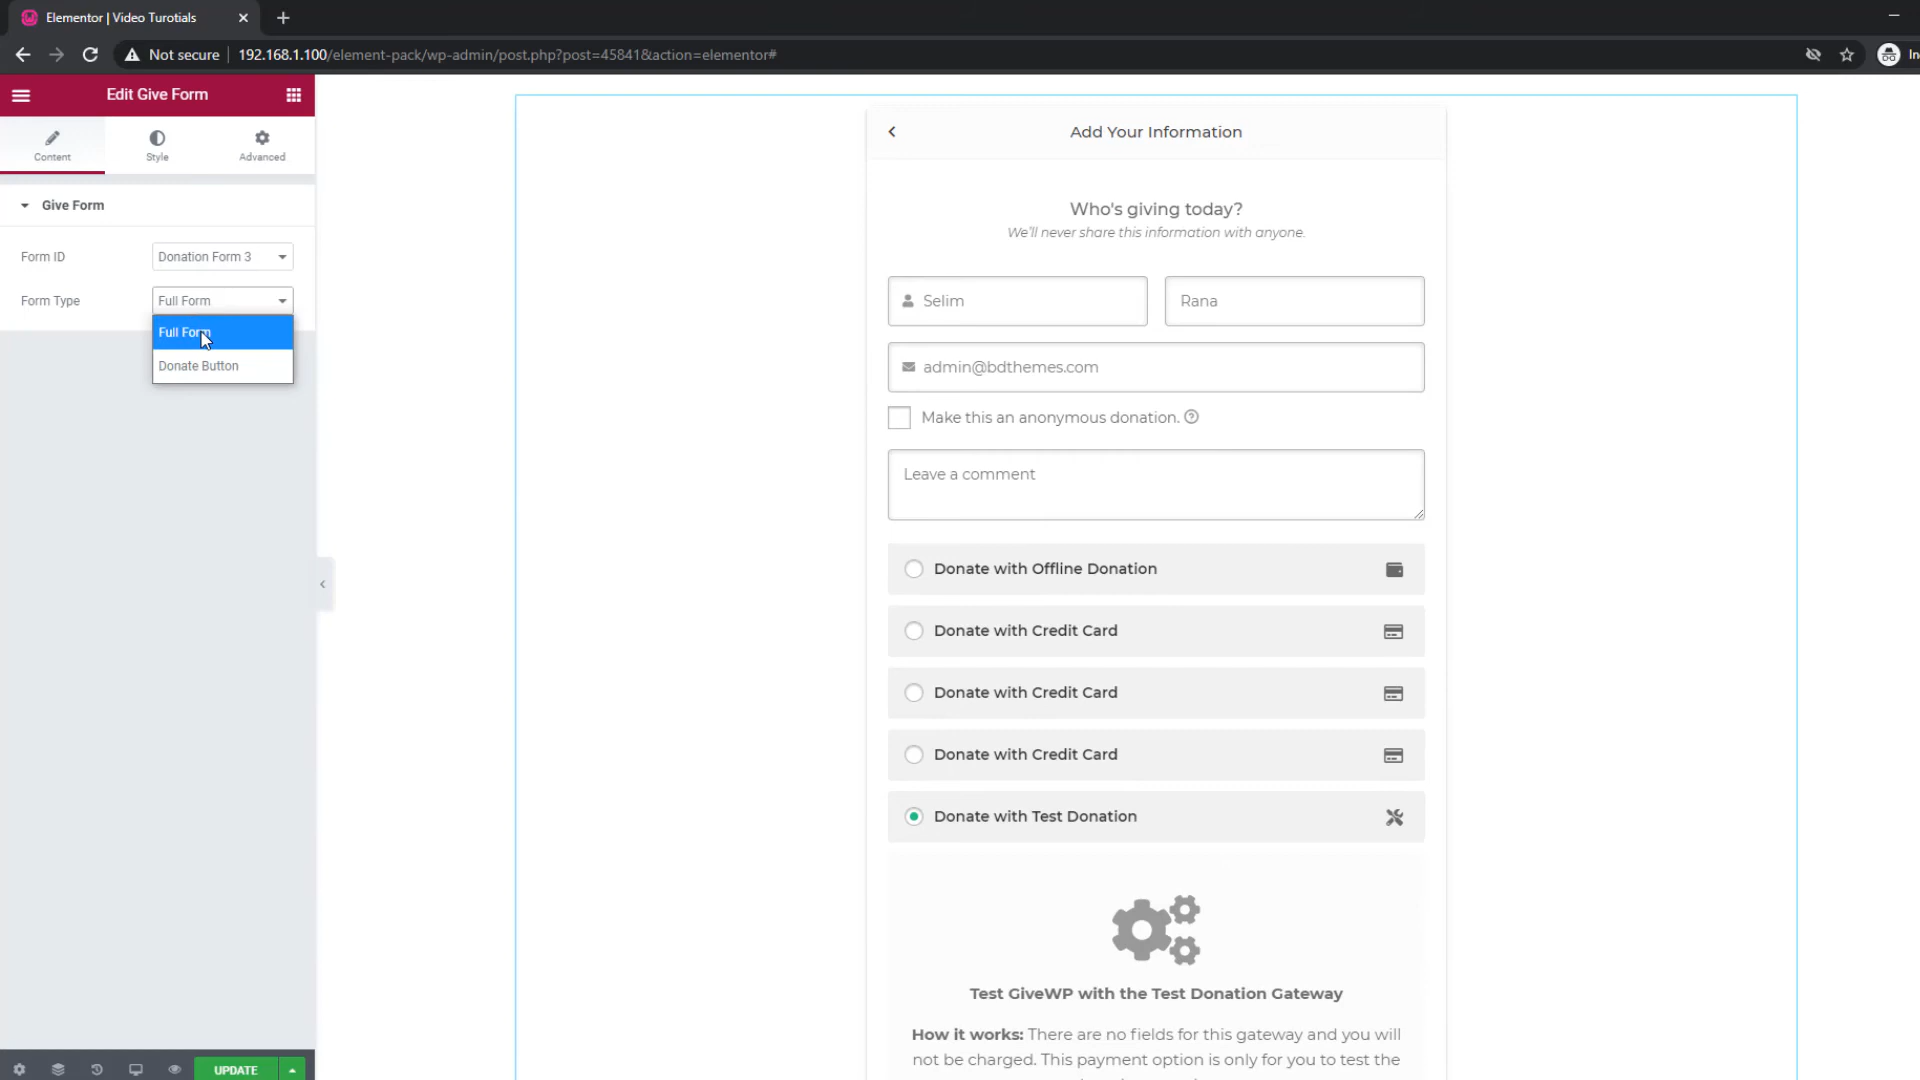 Elementor | Video Turotials
Not secure
192.168.1.100/element-pack/wp-admin/post.php?post=45841&action=elementor#
In
Edit Give Form
Content
Style
Advanced
Give Form
Form ID
Donation Form 3
Form Type
Full Form
Full Form
Donate Button
UPDATE
Add Your Information
Who's giving today?
We'll never share this information with anyone.
Selim
Rana
admin@bdthemes.com
Make this an anonymous donation.
Leave a comment
Donate with Offline Donation
Donate with Credit Card
Donate with Credit Card
Donate with Credit Card
Donate with Test Donation
Test GiveWP with the Test Donation Gateway
How it works: There are no fields for this gateway and you will
not be charged. This payment option is only for you to test the